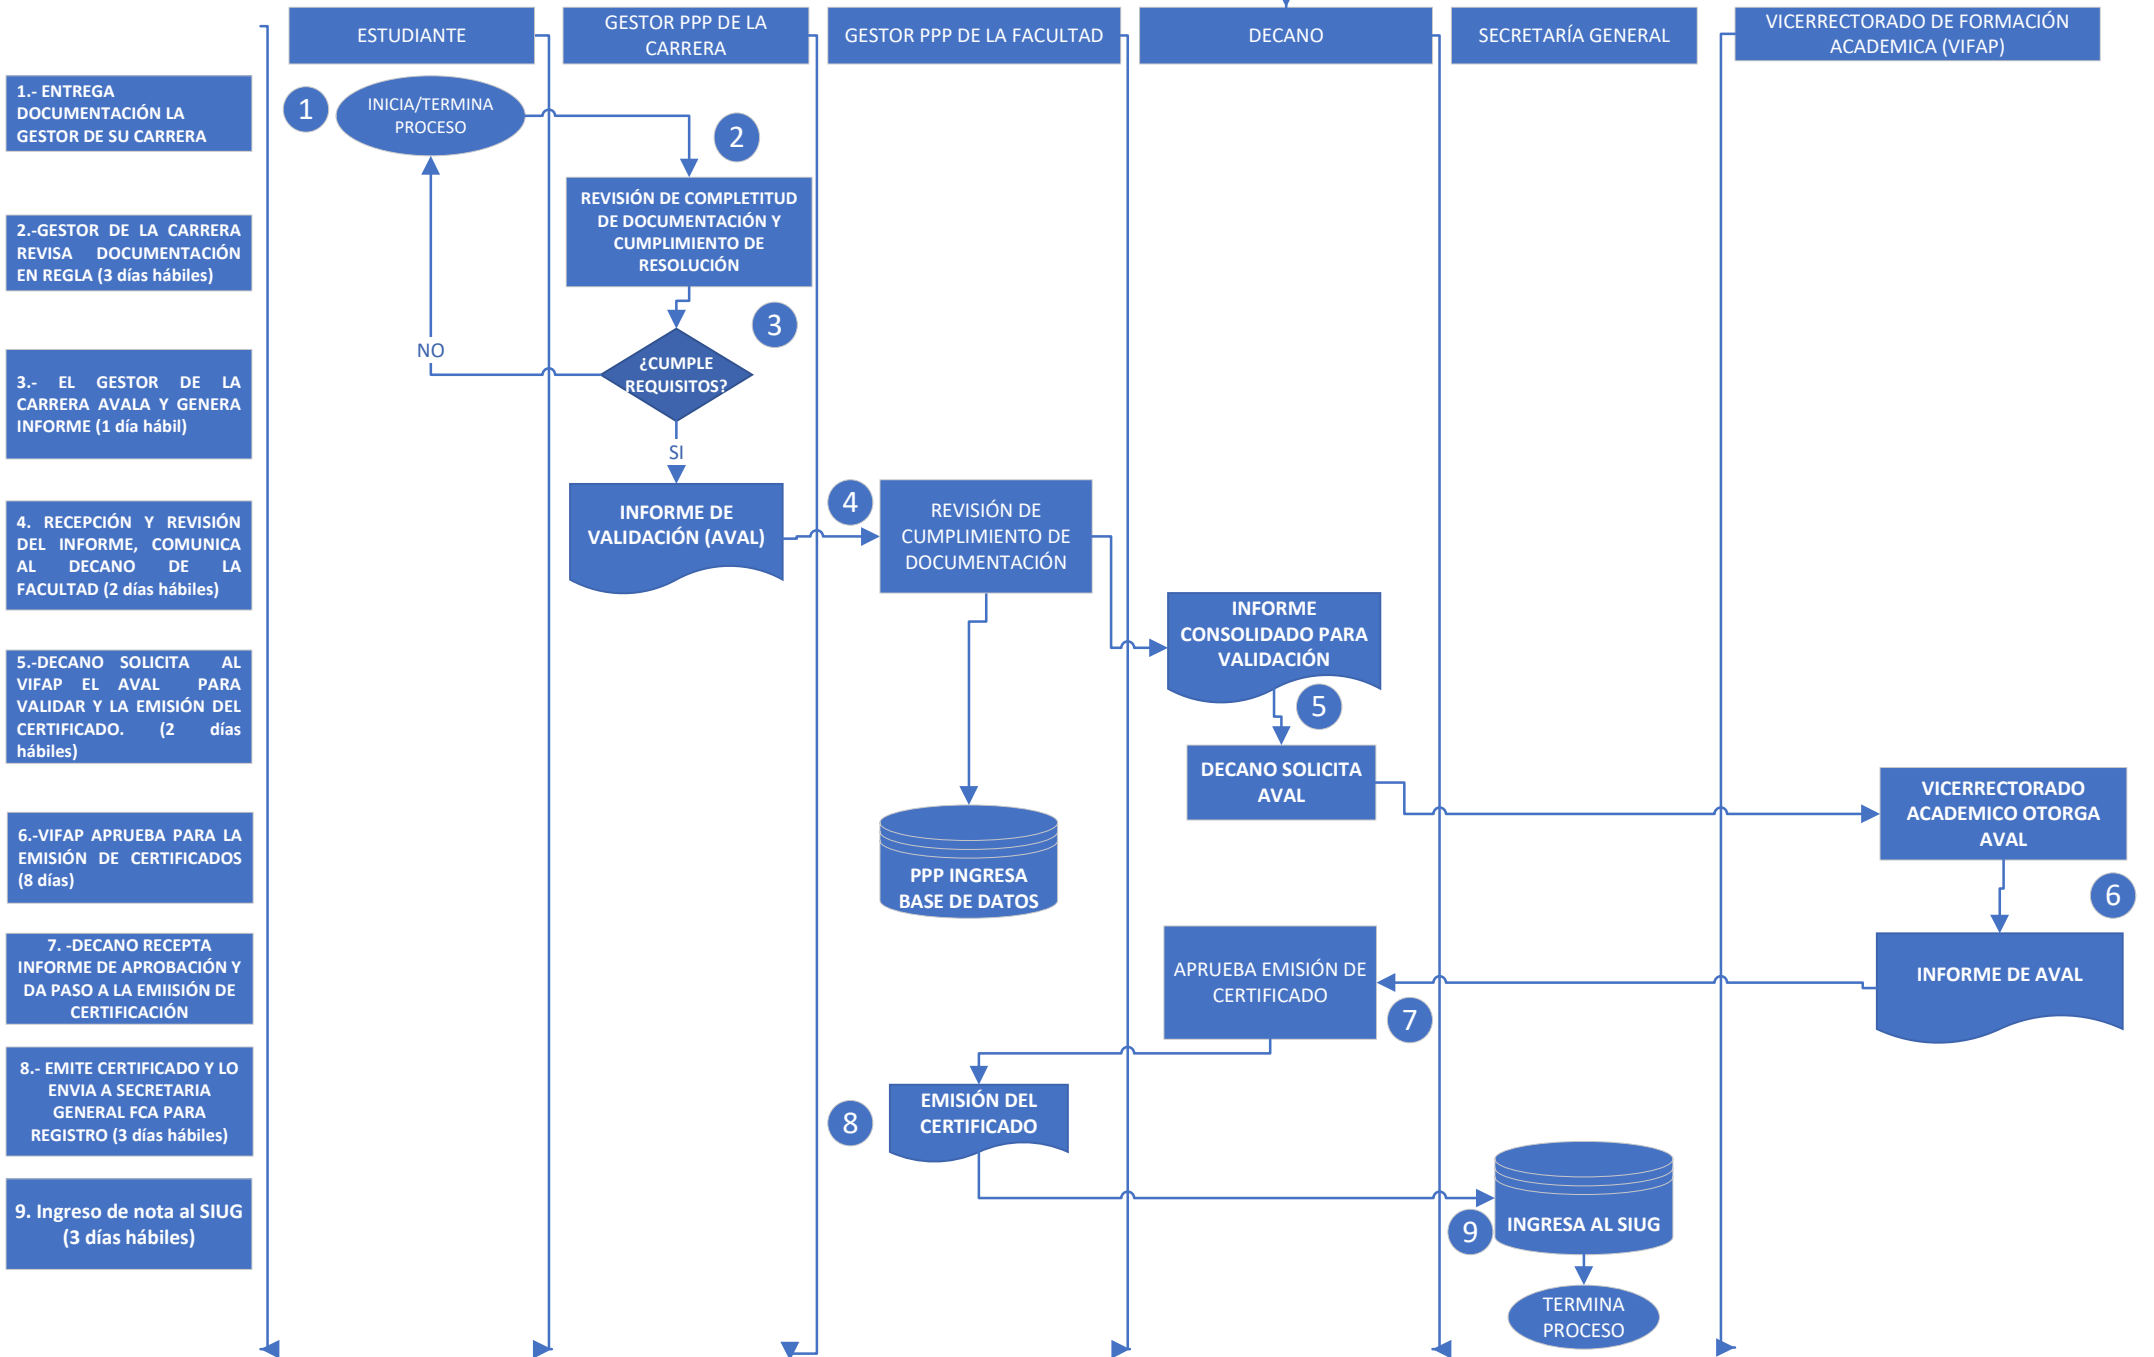 ESTUDIANTE
GESTOR PPP DE LA
CARRERA
GESTOR PPP DE LA FACULTAD
DECANO
SECRETARÍA GENERAL
VICERRECTORADO DE FORMACIÓN
ACADEMICA (VIFAP)
1.- ENTREGA
DOCUMENTACIÓN LA
GESTOR DE SU CARRERA
2.-GESTOR DE LA CARRERA
REVISA DOCUMENTACIÓN
EN REGLA (3 días hábiles)
3.- EL GESTOR DE LA
CARRERA AVALA Y GENERA
INFORME (1 día hábil)
4. RECEPCIÓN Y REVISIÓN
DEL INFORME, COMUNICA
AL DECANO DE LA
FACULTAD (2 días hábiles)
5.-DECANO SOLICITA AL
VIFAP EL AVAL PARA
VALIDAR Y LA EMISIÓN DEL
CERTIFICADO. (2 días
hábiles)
6.-VIFAP APRUEBA PARA LA
EMISIÓN DE CERTIFICADOS
(8 días)
7. -DECANO RECEPTA
INFORME DE APROBACIÓN Y
DA PASO A LA EMIISIÓN DE
CERTIFICACIÓN
8.- EMITE CERTIFICADO Y LO
ENVIA A SECRETARIA
GENERAL FCA PARA
REGISTRO (3 días hábiles)
9. Ingreso de nota al SIUG
(3 días hábiles)
1
INICIA/TERMINA
PROCESO
2
REVISIÓN DE COMPLETITUD
DE DOCUMENTACIÓN Y
CUMPLIMIENTO DE
RESOLUCIÓN
3
¿CUMPLE
REQUISITOS?
NO
SI
INFORME DE
VALIDACIÓN (AVAL)
4
REVISIÓN DE
CUMPLIMIENTO DE
DOCUMENTACIÓN
PPP INGRESA
BASE DE DATOS
INFORME
CONSOLIDADO PARA
VALIDACIÓN
5
DECANO SOLICITA
AVAL
VICERRECTORADO
ACADEMICO OTORGA
AVAL
6
INFORME DE AVAL
APRUEBA EMISIÓN DE
CERTIFICADO
7
8
EMISIÓN DEL
CERTIFICADO
9
INGRESA AL SIUG
TERMINA
PROCESO